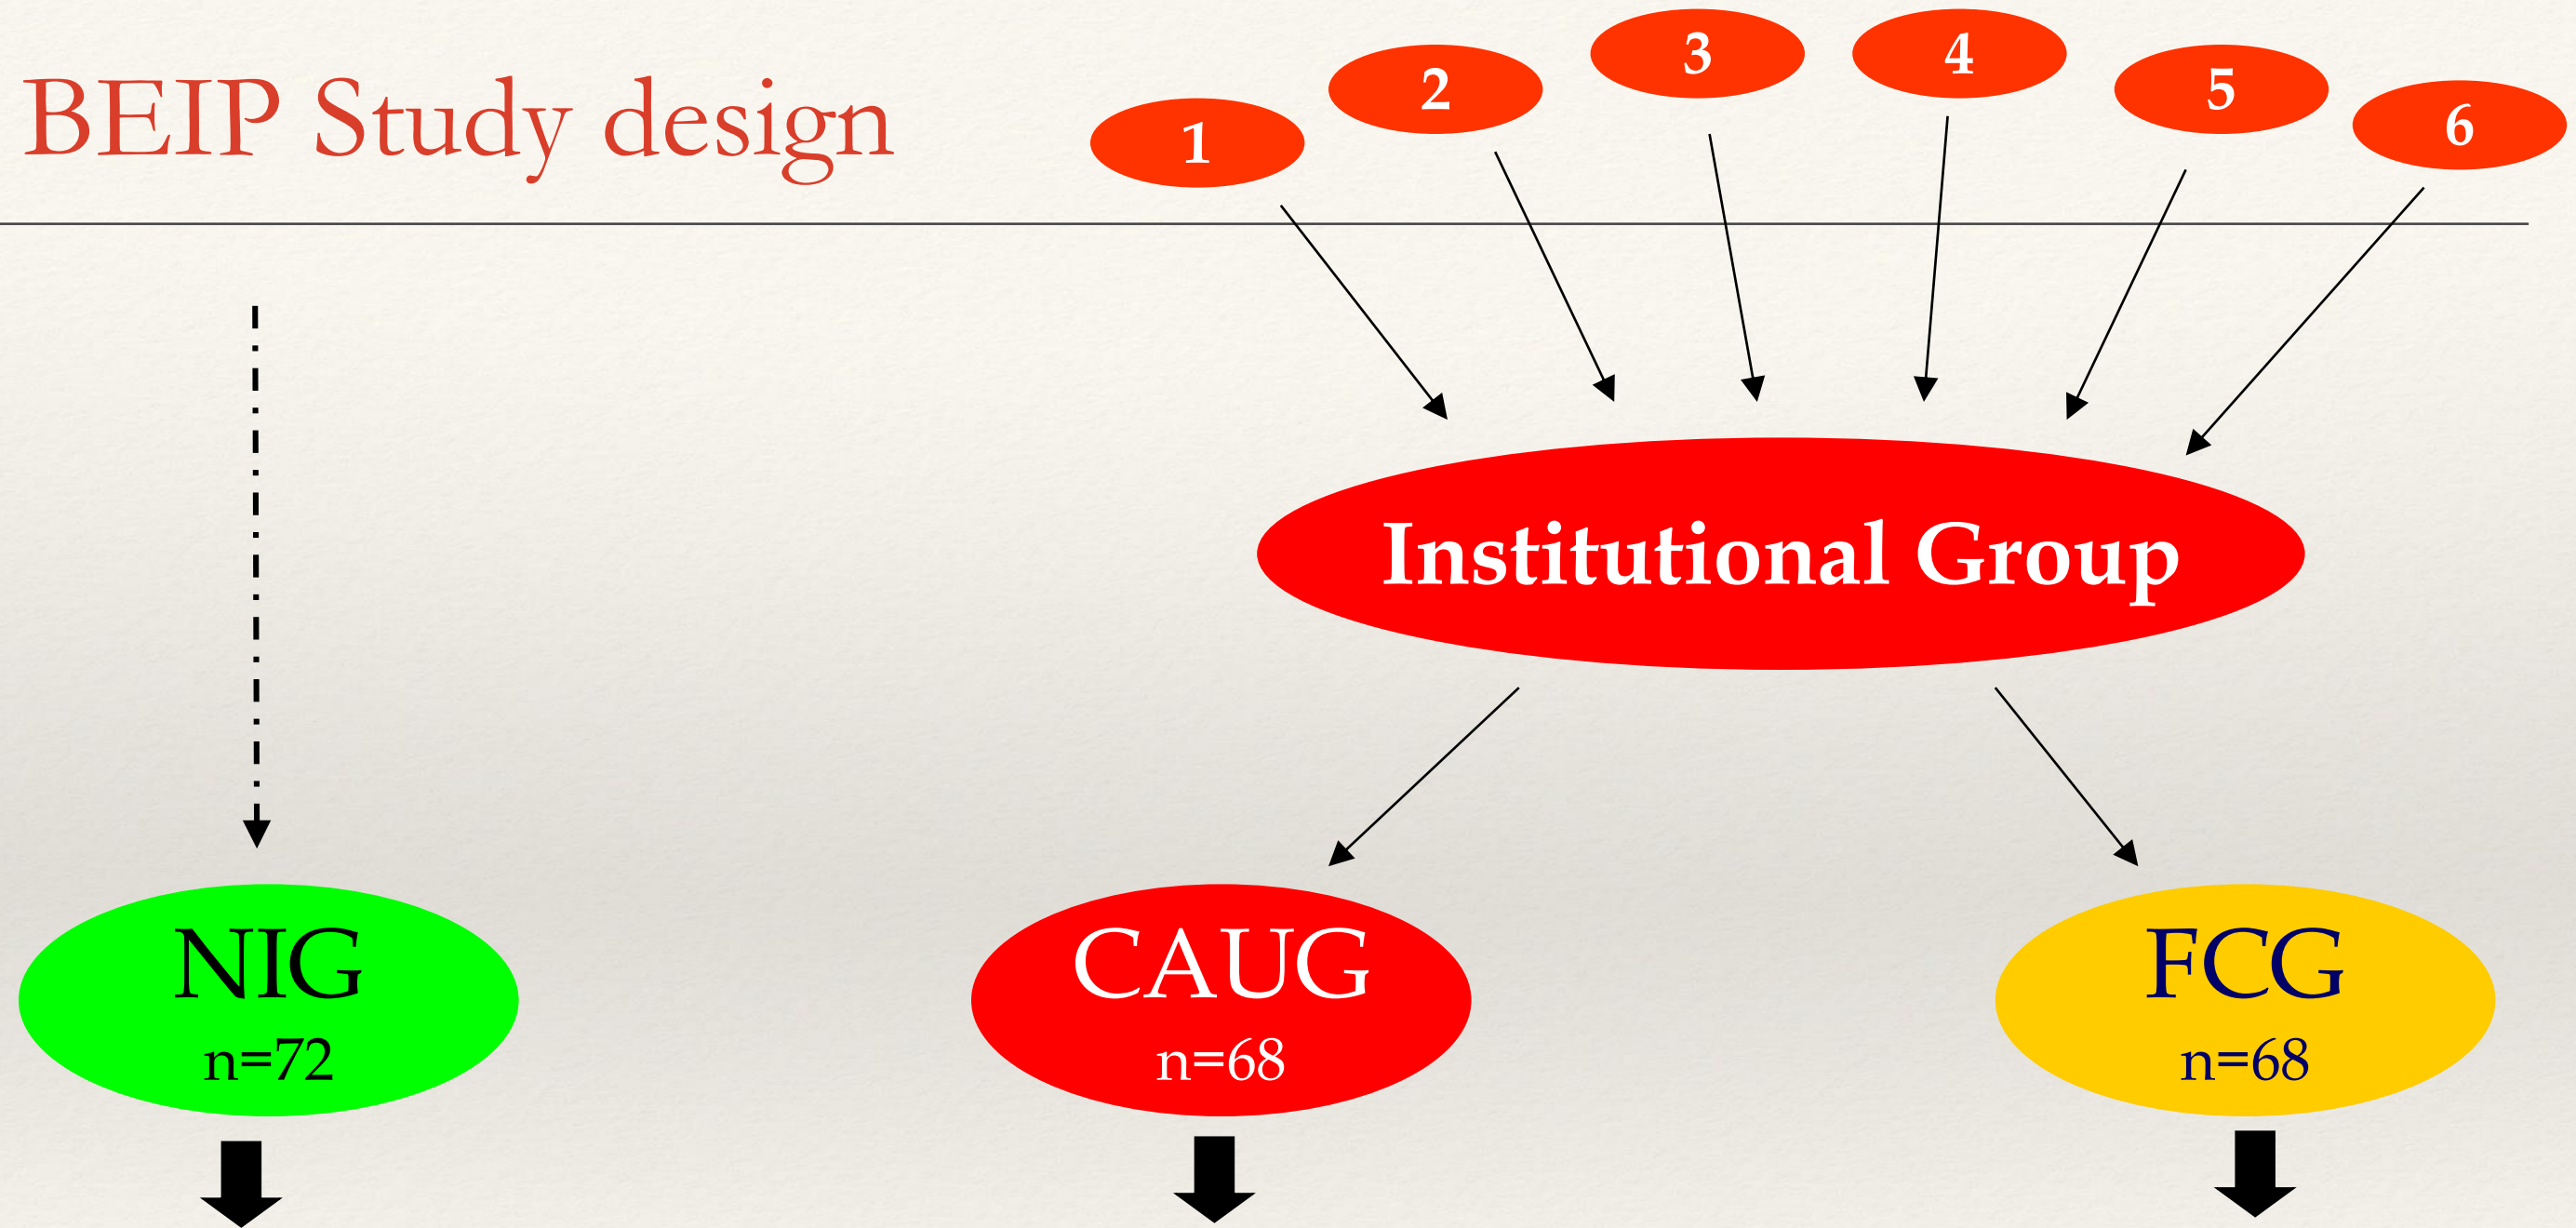 BEIP Study design
1
2
3
4
5
6
Institutional Group
NIG
n=72
CAUG
n=68
FCG
n=68